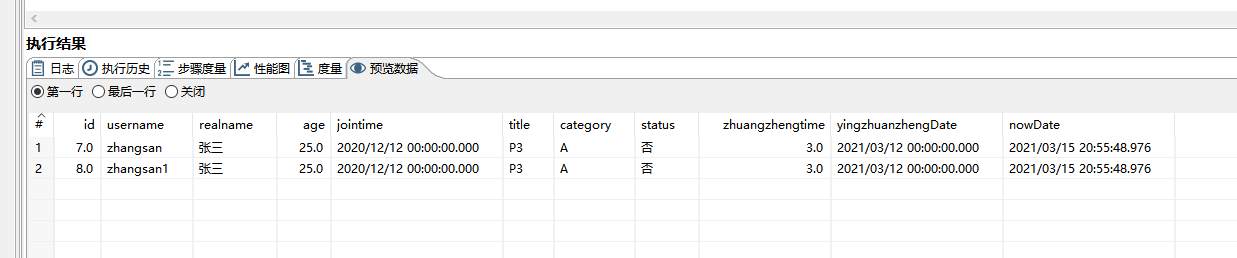 执行结果
日志 执行历史 步骤度量 性能图 度量 预览数据
第一行 最后一行 关闭
# id username realname age jointime title category status zhuangzhengtime yingzhuanzhengDate nowDate
1 7.0 zhangsan 张三 25.0 2020/12/12 00:00:00.000 P3 A 否 3.0 2021/03/12 00:00:00.000 2021/03/15 20:55:48.976
2 8.0 zhangsan1 张三 25.0 2020/12/12 00:00:00.000 P3 A 否 3.0 2021/03/12 00:00:00.000 2021/03/15 20:55:48.976